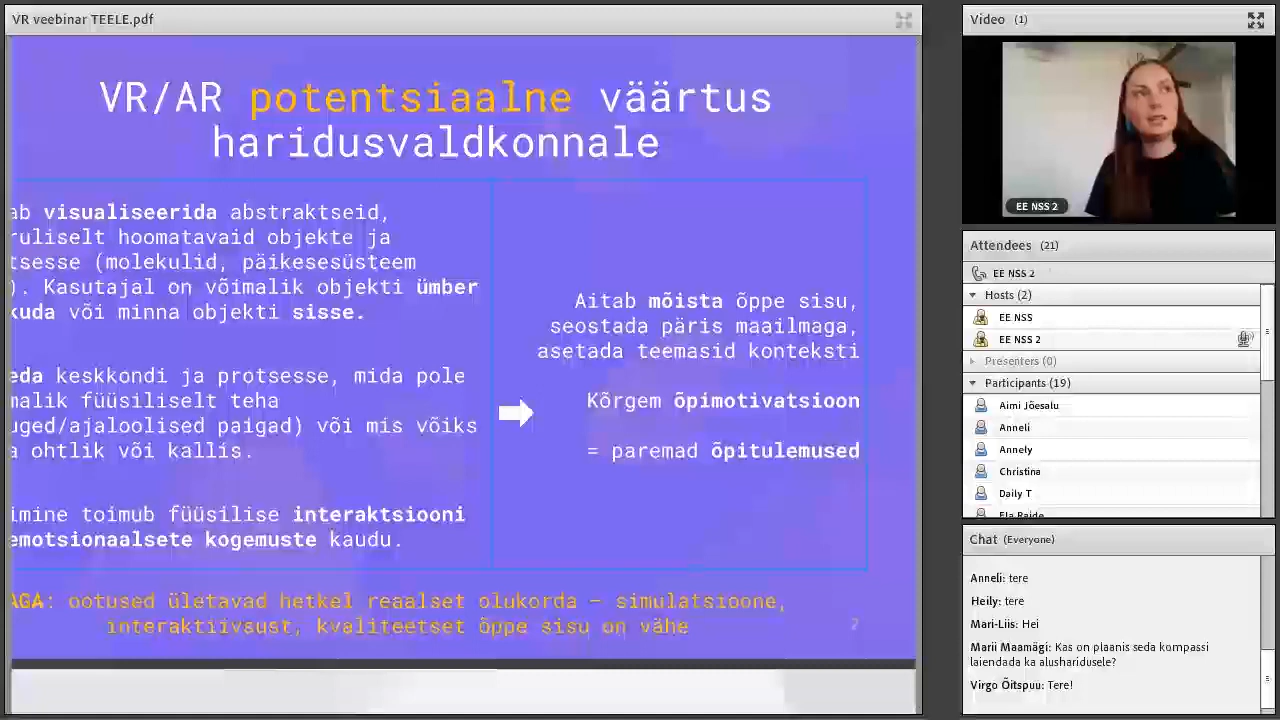 VR veebinar TEELE.pdf
VR/AR potentsiaalne väärtus
haridusvaldkonnale
ab visualiseerida abstraktseid,
ruliselt hoomatavaid objekte ja
tsesse (molekulid, päikesesüsteem
). Kasutajal on võimalik objekti ümber
kuda või minna objekti sisse.
eda keskkondi ja protsesse, mida pole
malik füüsiliselt teha
uged/ajaloolised paigad) või mis võiks
a ohtlik või kallis.
imine toimub füüsilise interaktsiooni
emotsionaalsete kogemuste kaudu.
Aitab mõista õppe sisu,
seostada päris maailmaga,
asetada teemasid konteksti
Kõrgem õpimotivatsioon
= paremad õpitulemused
AGA: ootused ületavad hetkel reaalset olukorda – simulatsioone,
interaktiivsust, kvaliteetset õppe sisu on vähe
2
Video (1)
EE NSS 2
Attendees (21)
EE NSS 2
Hosts (2)
EE NSS
EE NSS 2
Presenters (0)
Participants (19)
Aimi Jõesalu
Anneli
Annely
Christina
Daily T
Ela Raide
Chat (Everyone)
Anneli: tere
Heily: tere
Mari-Liis: Hei
Marii Maamägi: Kas on plaanis seda kompassi
laiendada ka alusharidusele?
Virgo Õitspuu: Tere!